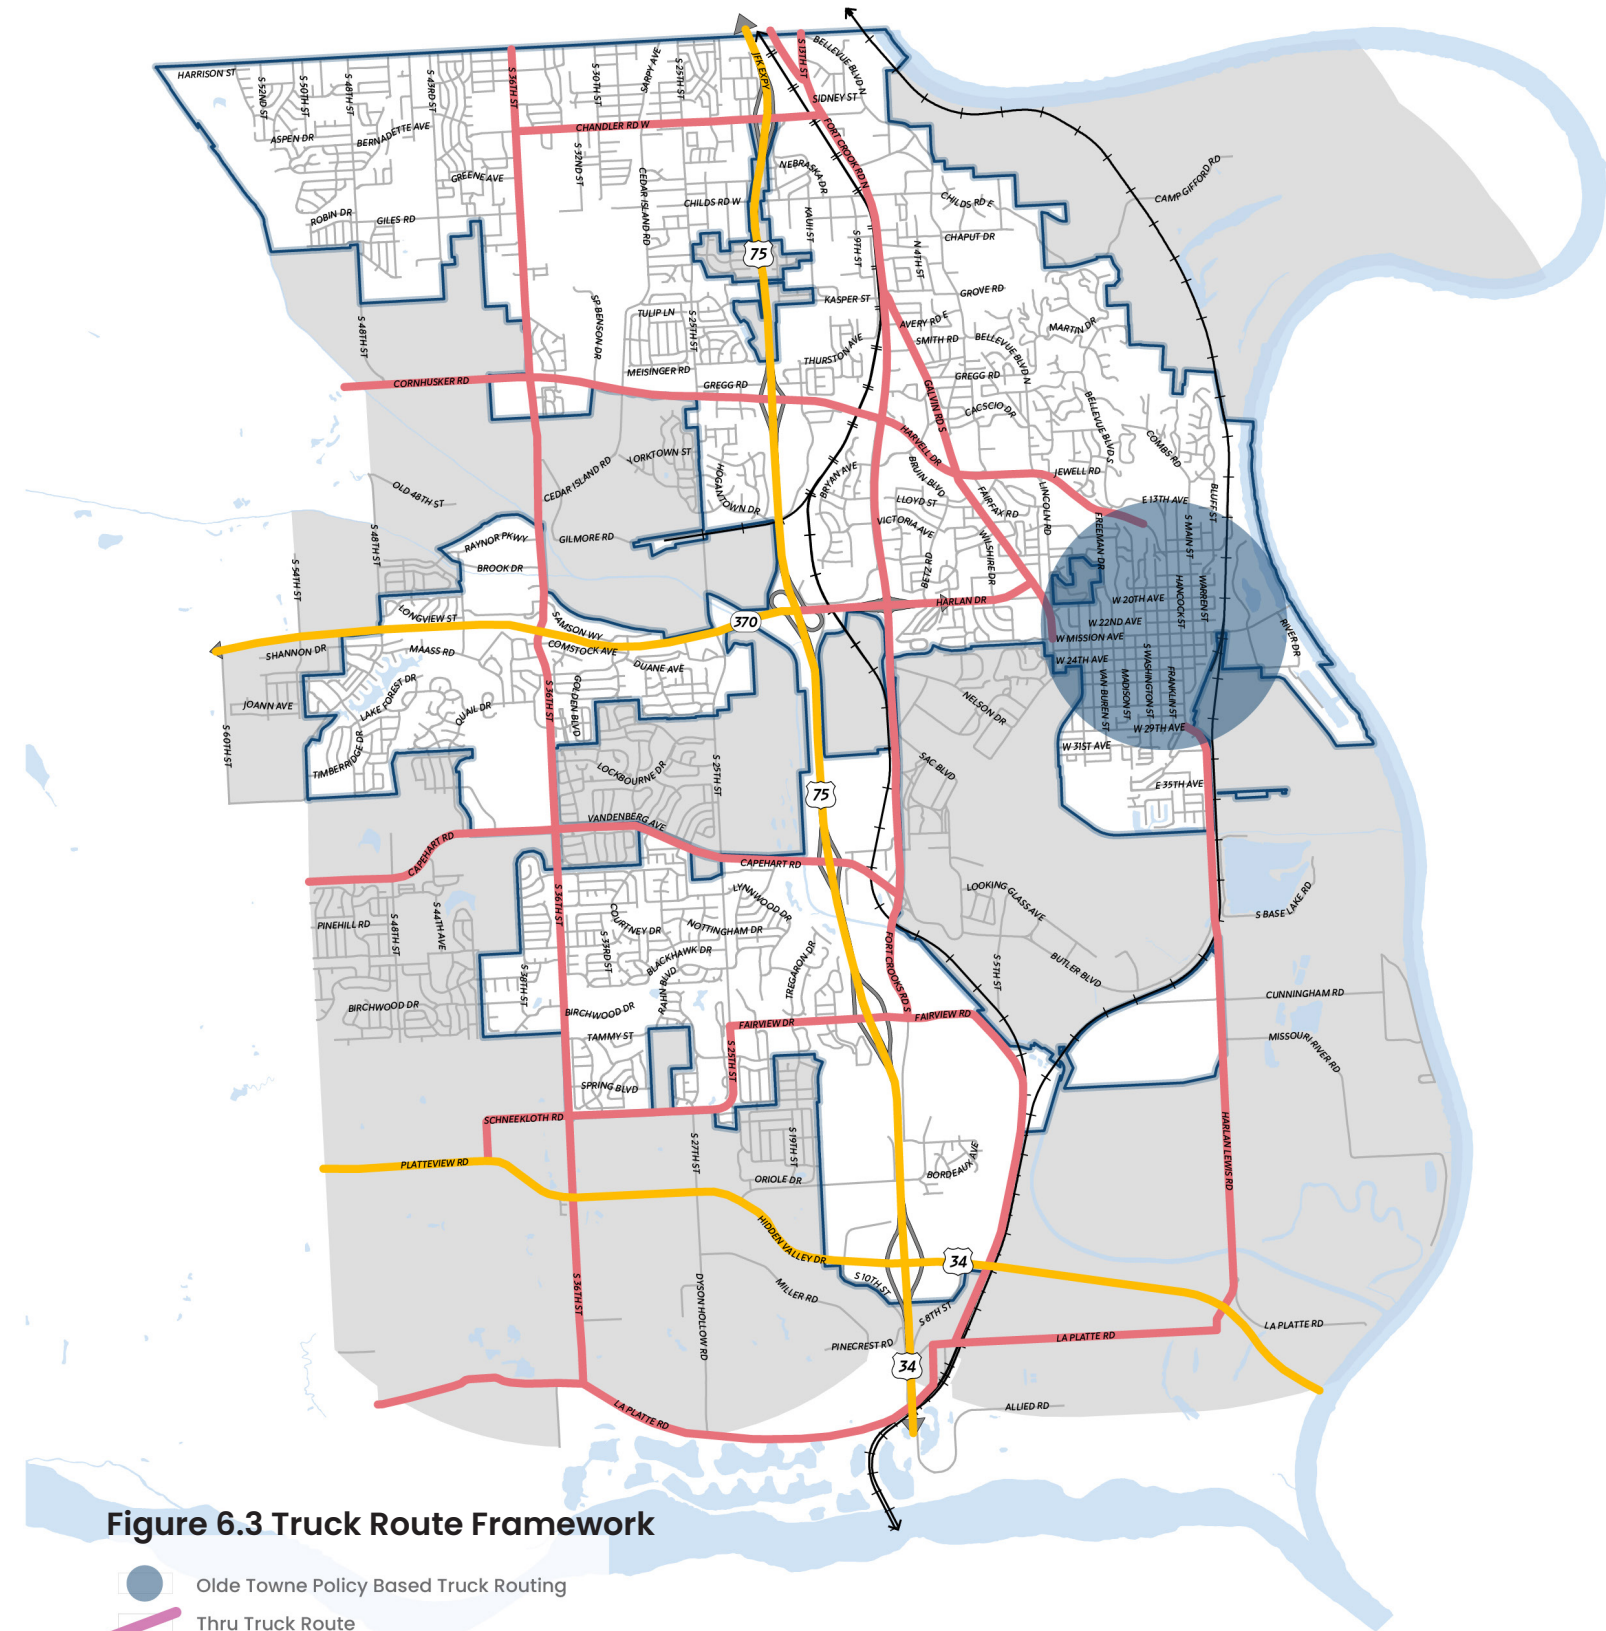 HARRISON ST
S 52ND ST
S 50TH ST
S 48TH ST
S 43RD ST
S 36TH ST
S 30TH ST
SARPY AVE
S 25TH ST
JFK EXPY
S 13TH ST
BELLEVUE BLVD N
SIDNEY ST
ASPEN DR
BERNADETTE AVE
CHANDLER RD W
FORT CROOK RD N
GREENE AVE
S 32ND ST
CEDAR ISLAND RD
NEBRASKA DR
CAMP GIFFORD RD
ROBIN DR
GILES RD
CHILDS RD W
KAUII ST
S 9TH ST
N 4TH ST
CHILDS RD E
CHAPUT DR
75
S 48TH ST
SP BENSON DR
TULIP LN
S 25TH ST
KASPER ST
GROVE RD
AVERY RD E
SMITH RD
BELLEVUE BLVD N
MARTIN DR
THURSTON AVE
MEISINGER RD
GREGG RD
GREGG RD
CORNHUSKER RD
GALVIN RD S
CACSCIO DR
BELLEVUE BLVD S
COMBS RD
HARVELL DR
JEWELL RD
CEDAR ISLAND RD
YORKTOWN ST
HOGANTOWN DR
BRYAN AVE
BRUIN BLVD
LLOYD ST
FAIRFAX RD
LINCOLN RD
E 13TH AVE
BLUFF ST
OLD 48TH ST
VICTORIA AVE
FREEMAN DR
S MAIN ST
S 48TH ST
RAYNOR PKWY
GILMORE RD
BROOK DR
BETZ RD
WILSHIRE DR
S 54TH ST
HANCOCK ST
WARREN ST
W 20TH AVE
HARLAN DR
LONGVIEW ST
SAMSON WY
370
W 22ND AVE
W MISSION AVE
RIVER DR
SHANNON DR
MAASS RD
COMSTOCK AVE
DUANE AVE
W 24TH AVE
S WASHINGTON ST
VAN BUREN ST
MADISON ST
FRANKLIN ST
LAKE FOREST DR
JOANN AVE
QUAIL DR
S 36TH ST
GOLDEN BLVD
NELSON DR
S 60TH ST
W 29TH AVE
W 31ST AVE
TIMBERRIDGE DR
LOCKBOURNE DR
S 25TH ST
SAC BLVD
E 35TH AVE
75
VANDENBERG AVE
CAPEHART RD
CAPEHART RD
LYNNWOOD DR
LOOKING GLASS AVE
S BASE LAKE RD
PINEHILL RD
S 48TH ST
S 44TH AVE
S 36TH ST
COURTNEY DR
NOTTINGHAM DR
S 33RD ST
BLACKHAWK DR
S 38TH ST
RAHN BLVD
TREGARON DR
FORT CROOKS RD S
S 5TH ST
BUTLER BLVD
CUNNINGHAM RD
BIRCHWOOD DR
BIRCHWOOD DR
FAIRVIEW DR
FAIRVIEW RD
TAMMY ST
S 25TH ST
MISSOURI RIVER RD
SPRING BLVD
SCHNEEKLOTH RD
S 27TH ST
S 19TH ST
HARLAN LEWIS RD
PLATTEVIEW RD
ORIOLE DR
BORDEAUX AVE
HIDDEN VALLEY DR
34
S 10TH ST
S 36TH ST
DYSON HOLLOW RD
MILLER RD
S 8TH ST
LA PLATTE RD
LA PLATTE RD
PINECREST RD
34
LA PLATTE RD
ALLIED RD
Figure 6.3 Truck Route Framework
Olde Towne Policy Based Truck Routing
Thru Truck Route